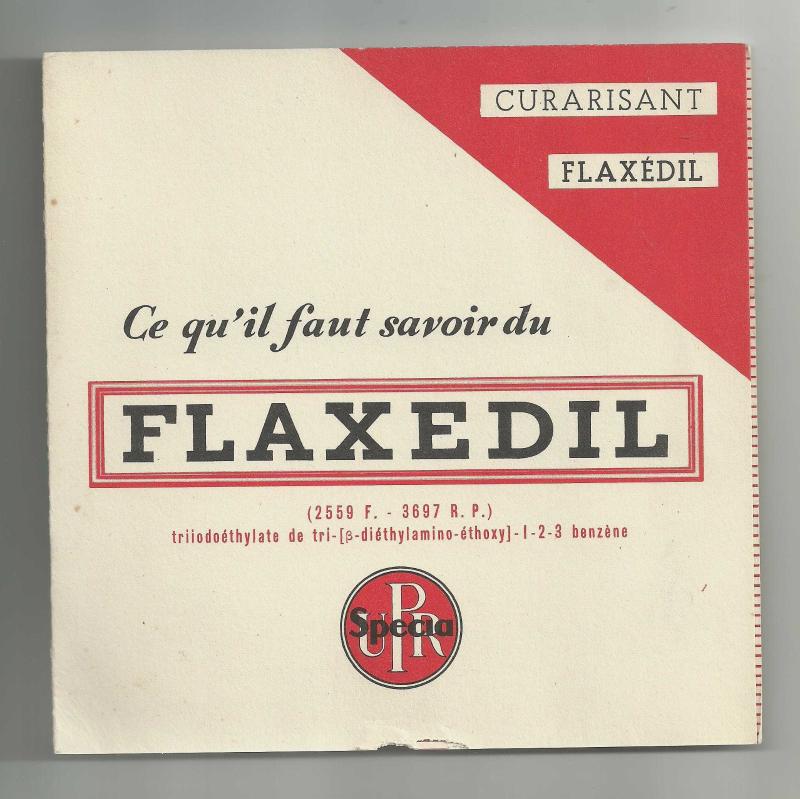 CURARISANT
FLAXÉDIL
Ce qu'il faut savoir du
FLAXEDIL
(2559 F. - 3697 R. P.)
triiodoéthylate de tri-[β-diéthylamino-éthoxy]-1-2-3 benzène
UPR
Specia